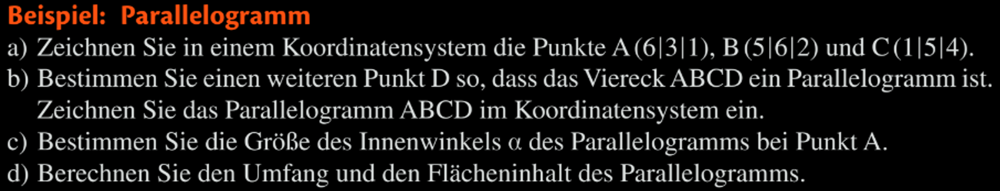 Beispiel: Parallelogramm
a) Zeichnen Sie in einem Koordinatensystem die Punkte A(6|3|1), B(5|6|2) und C(1|5|4).
b) Bestimmen Sie einen weiteren Punkt D so, dass das Viereck ABCD ein Parallelogramm ist.
Zeichnen Sie das Parallelogramm ABCD im Koordinatensystem ein.
c) Bestimmen Sie die Größe des Innenwinkels α des Parallelogramms bei Punkt A.
d) Berechnen Sie den Umfang und den Flächeninhalt des Parallelogramms.